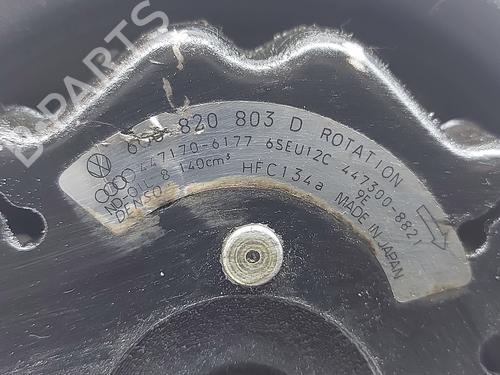 B-PARTS
6Q0 820 803 D ROTATION
447170-6177 6SEU12C 447300-8821
ND-OIL 8 140cm³ HFC134a 9E
DENSO MADE IN JAPAN